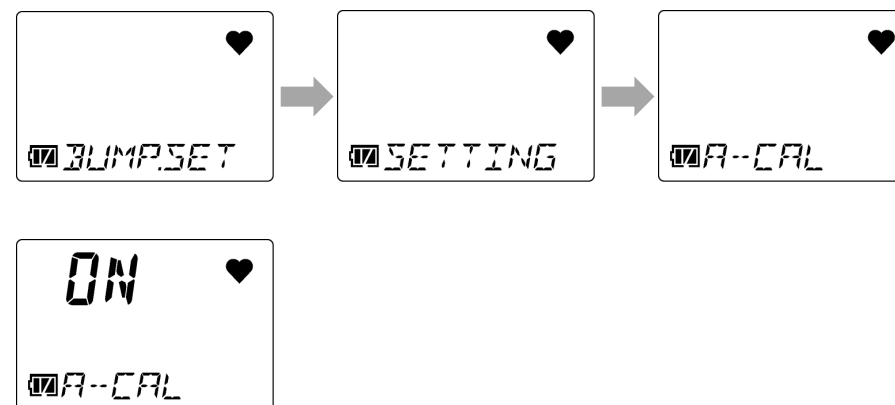 BUMP.SET
SETTING
A--CAL
ON
A--CAL